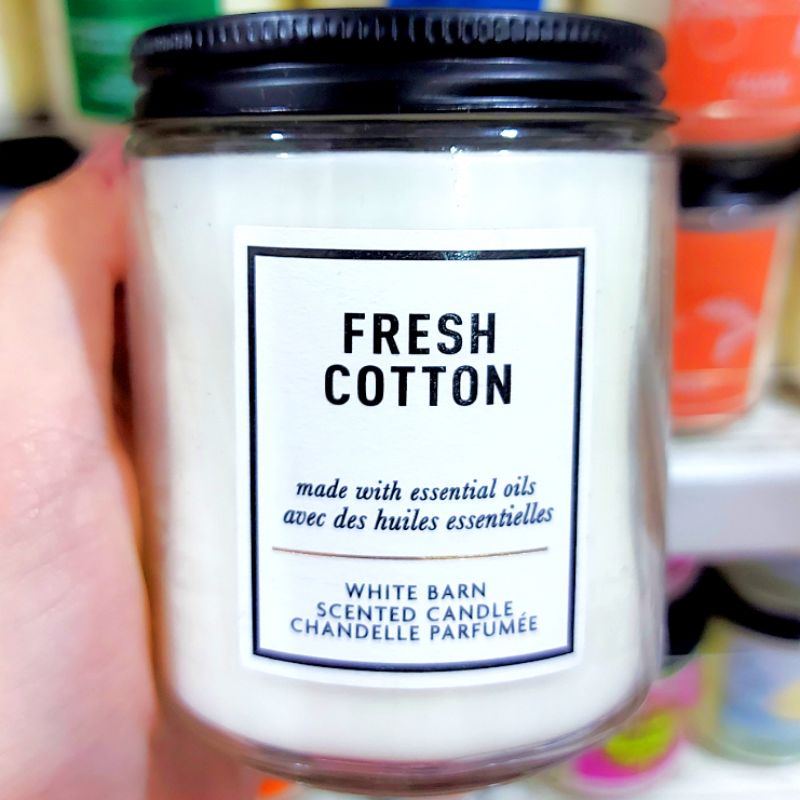 FRESH
COTTON
made with essential oils
avec des huiles essentielles
WHITE BARN
SCENTED CANDLE
CHANDELLE PARFUMÉE